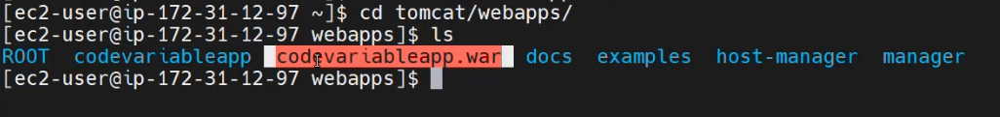 [ec2-user@ip-172-31-12-97 ~]$ cd tomcat/webapps/
[ec2-user@ip-172-31-12-97 webapps]$ ls
ROOT  codevariableapp  codevariableapp.war  docs  examples  host-manager  manager
[ec2-user@ip-172-31-12-97 webapps]$